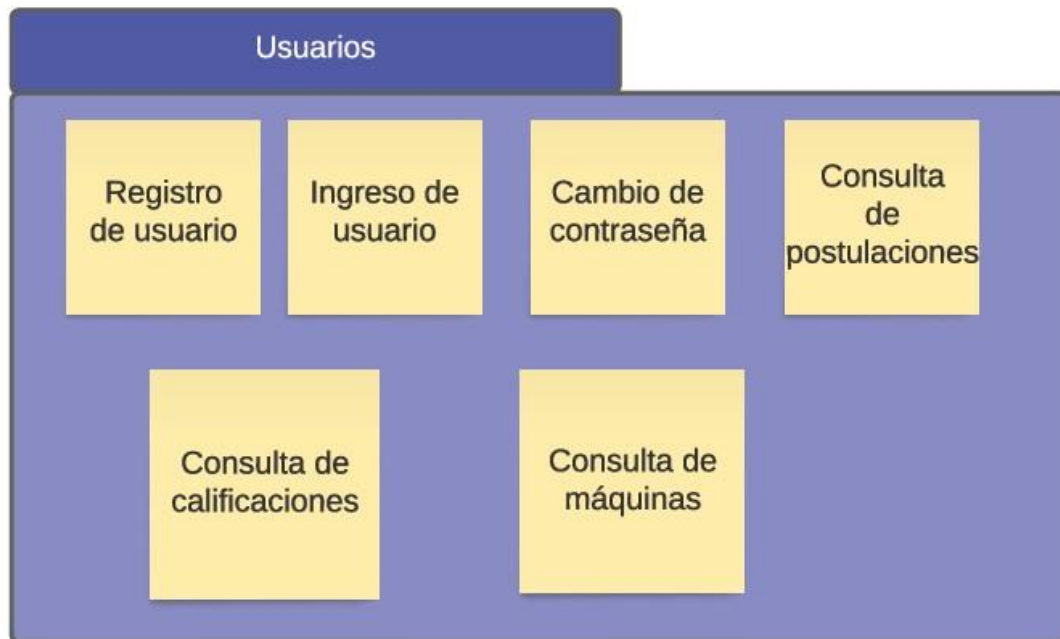 Usuarios
Registro
de usuario
Ingreso de
usuario
Cambio de
contraseña
Consulta
de
postulaciones
Consulta de
calificaciones
Consulta de
máquinas